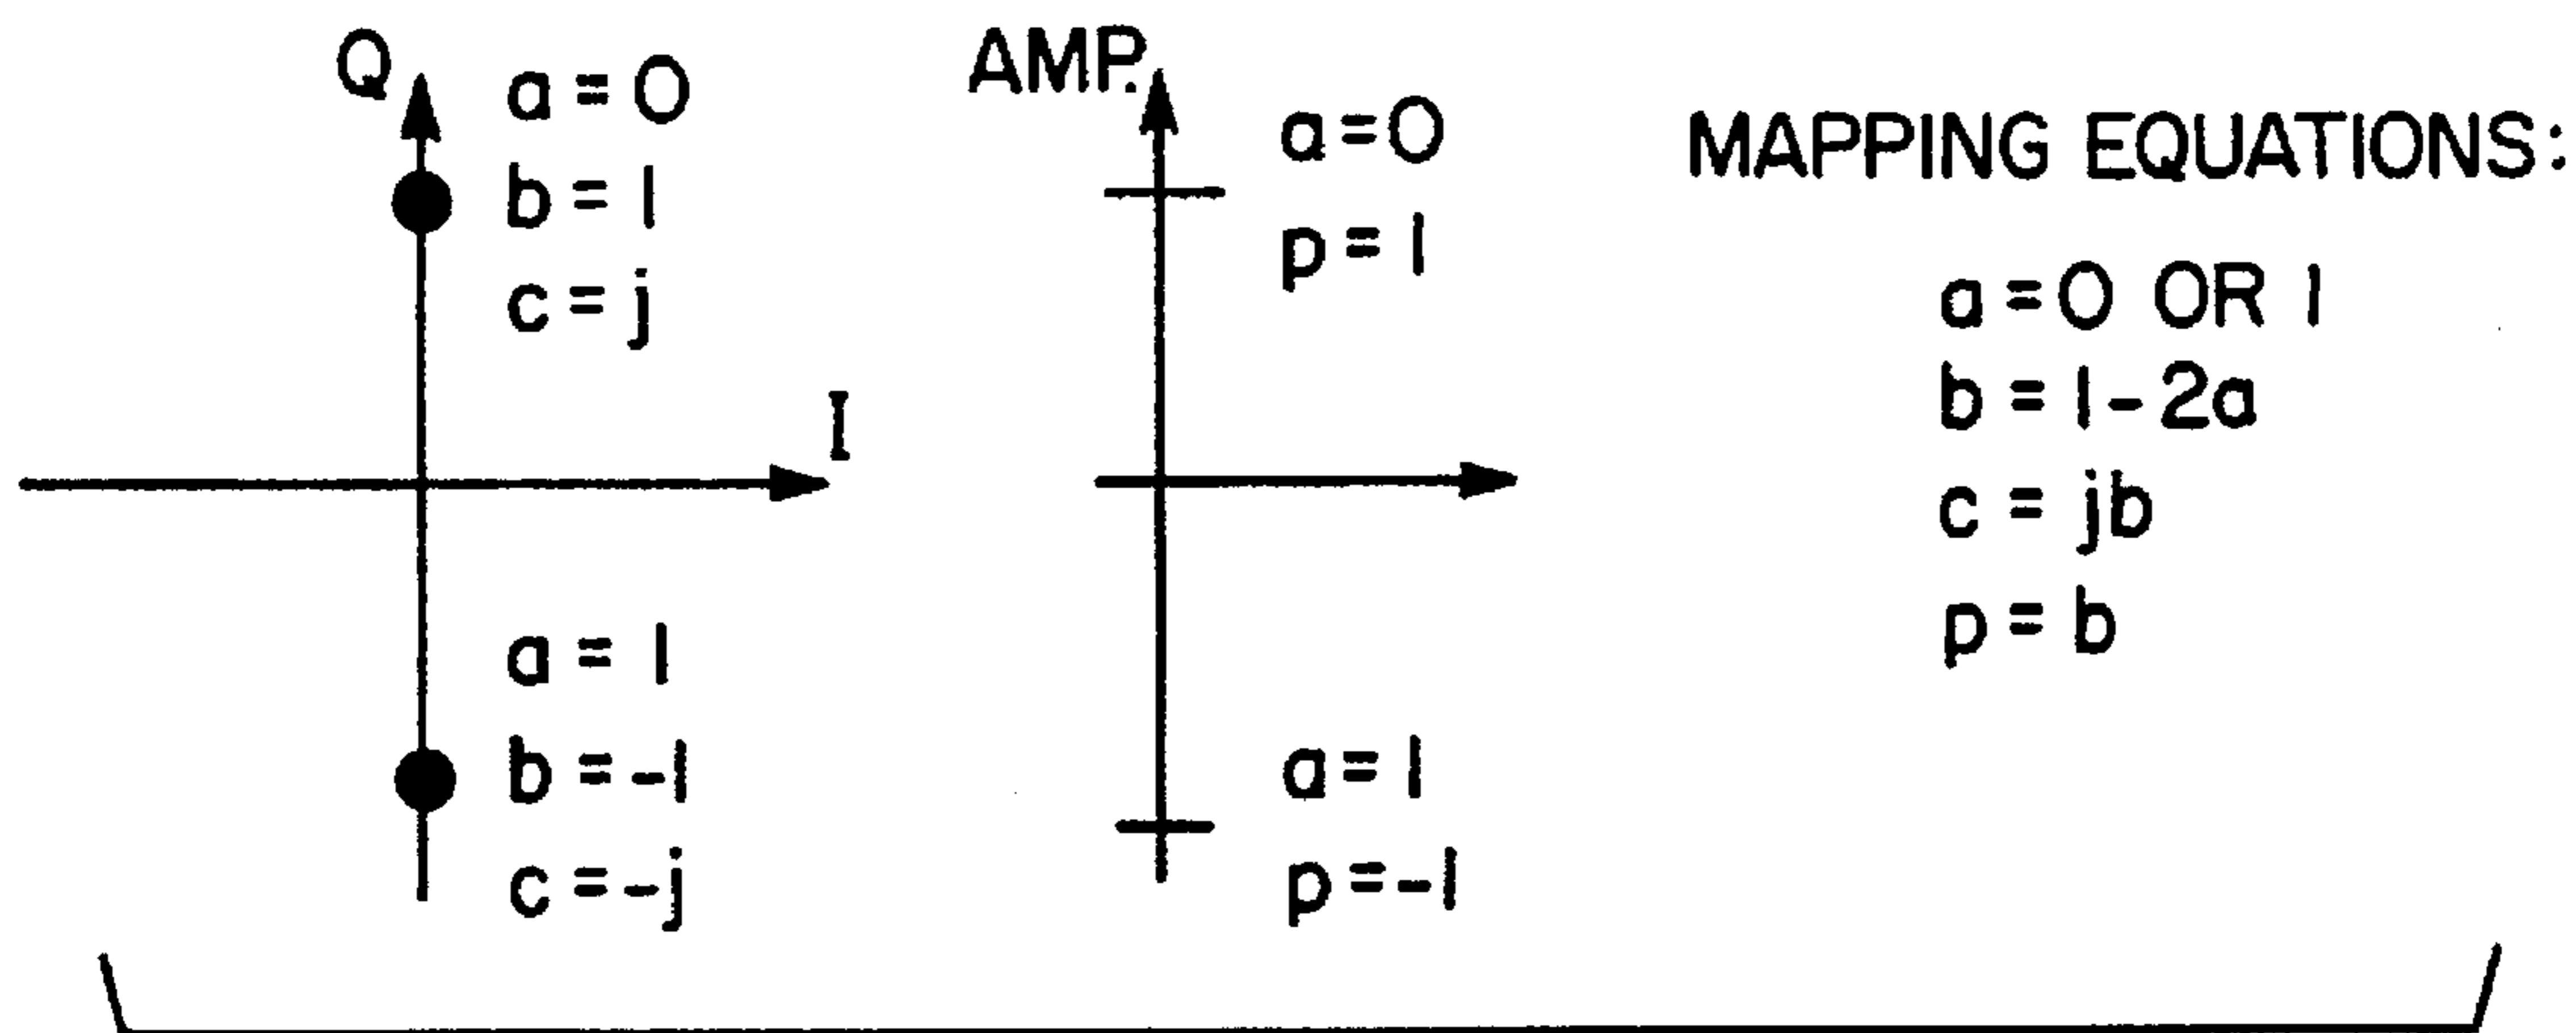 Q
a = 0
b = 1
c = j
I
a = 1
b = -1
c = -j
AMP.
a = 0
p = 1
a = 1
p = -1
MAPPING EQUATIONS:
a = 0 OR 1
b = 1 - 2a
c = jb
p = b